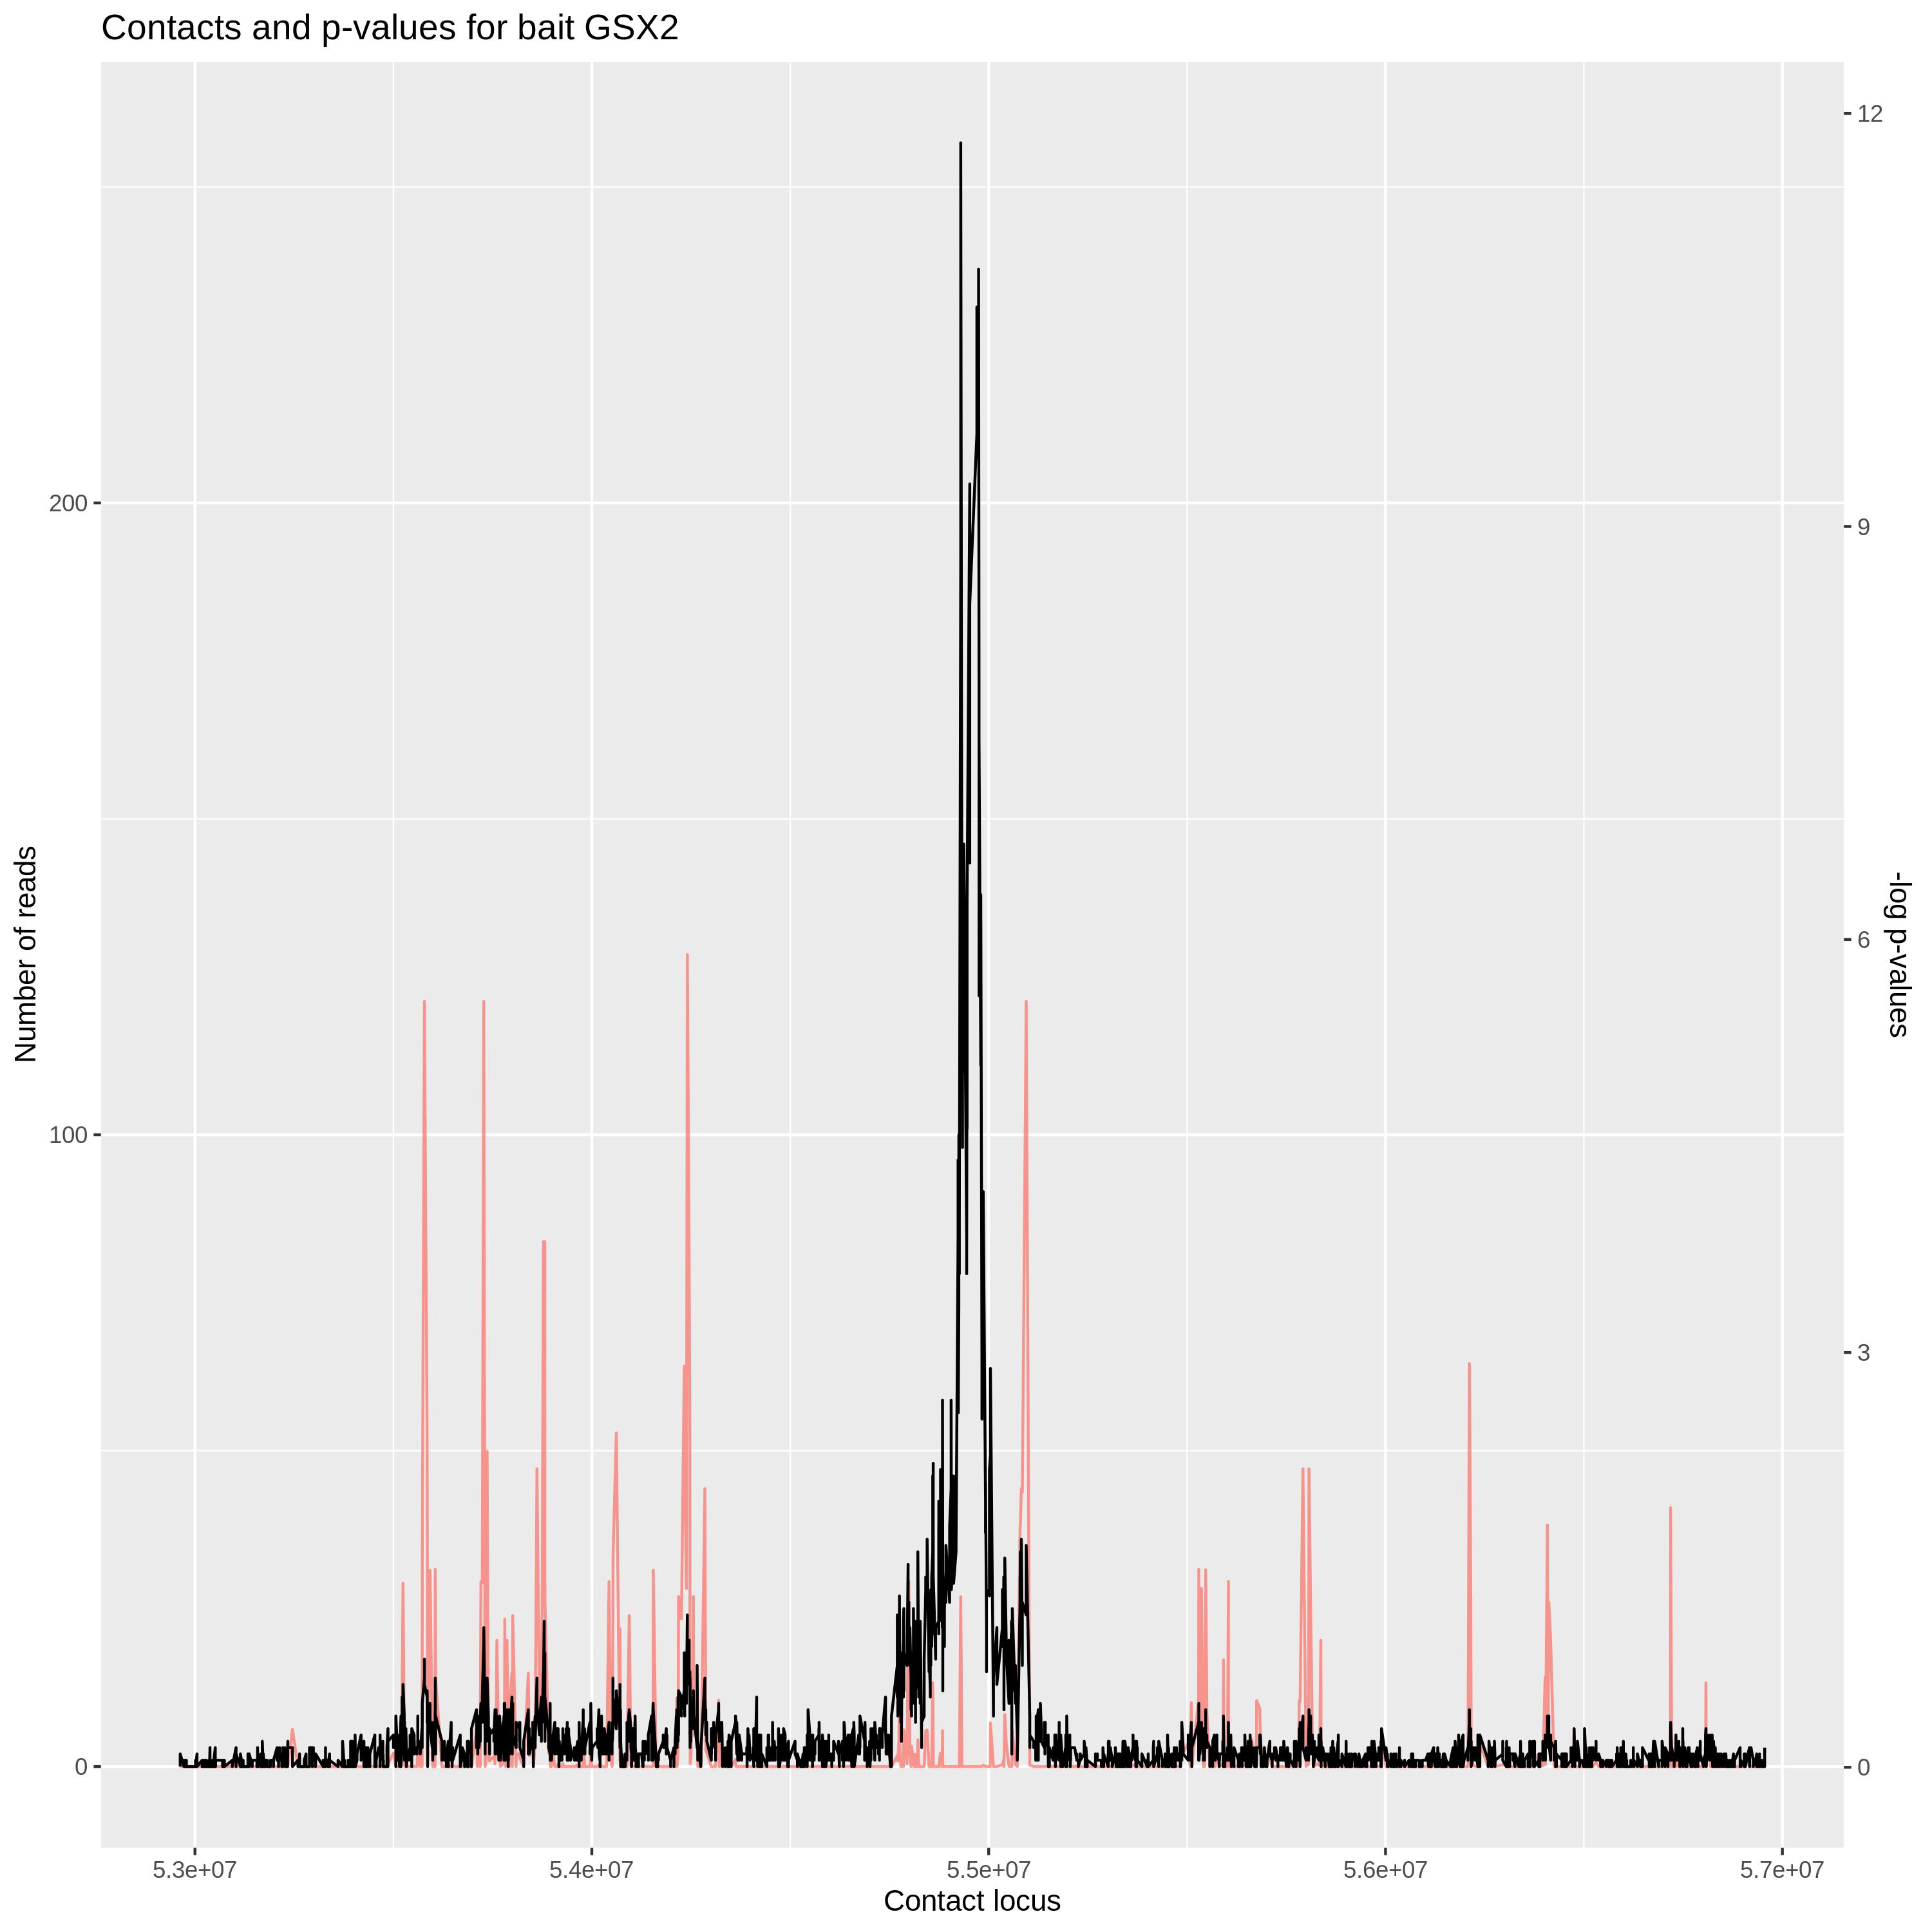 Contacts and p-values for bait GSX2
12
200
9
Number of reads
-log p-values
6
100
3
0
0
5.3e+07
5.4e+07
5.5e+07
5.6e+07
5.7e+07
Contact locus